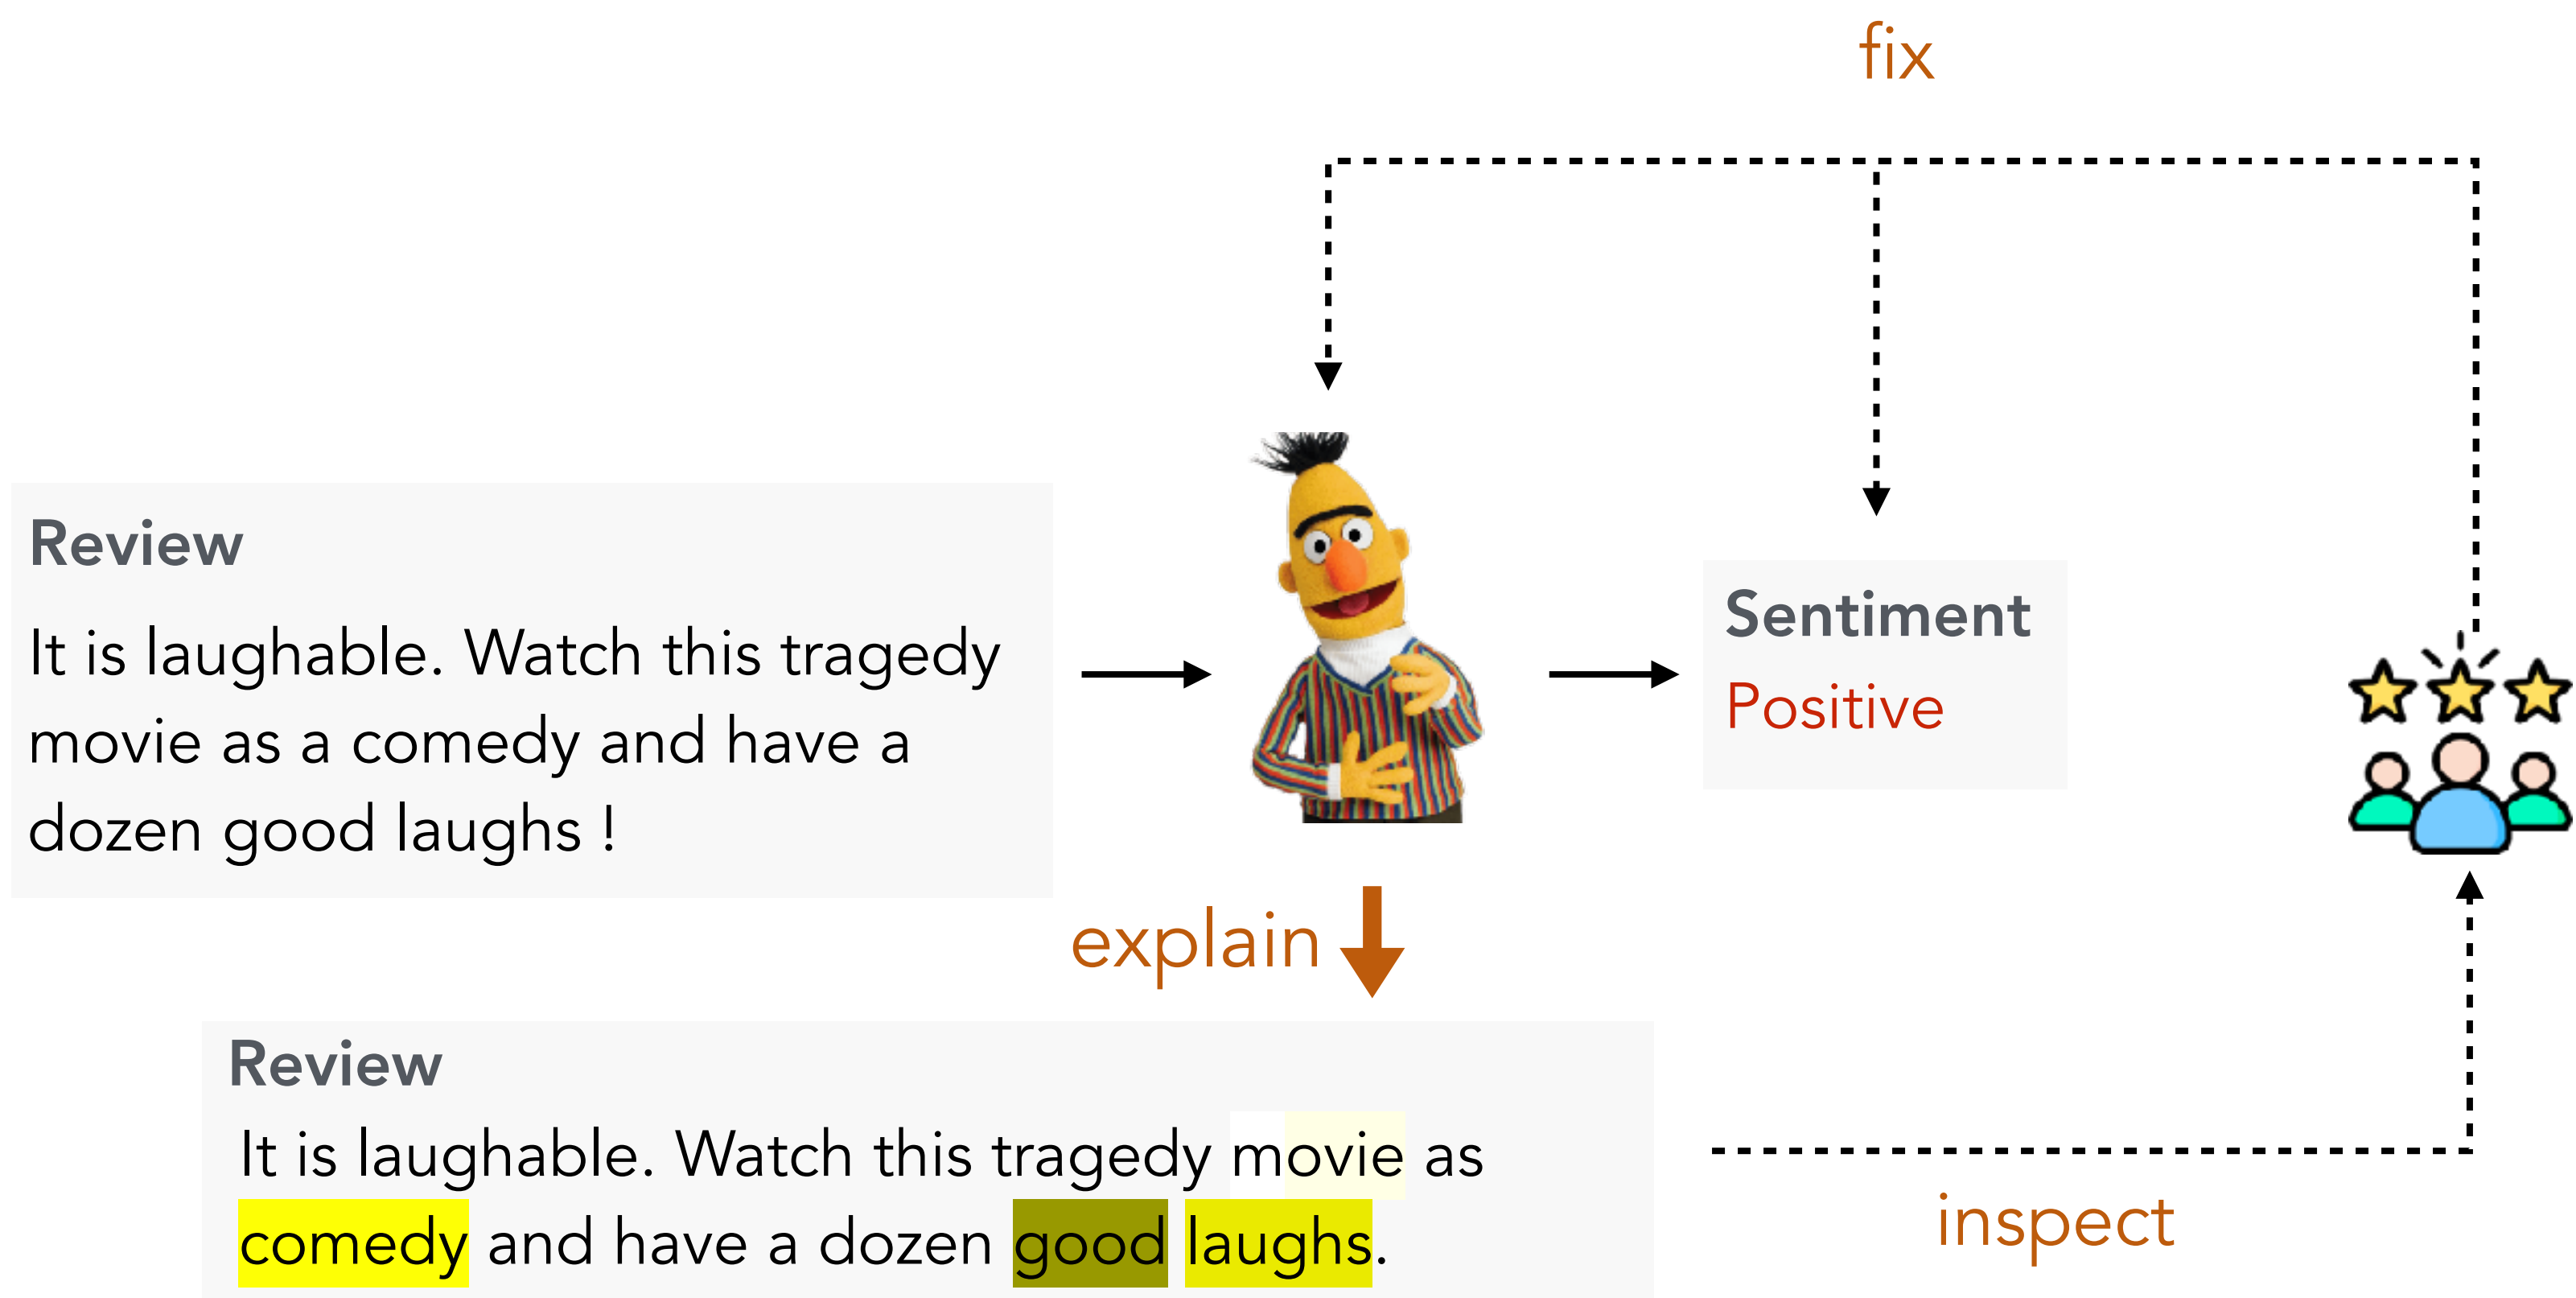 fix
Review
It is laughable. Watch this tragedy
movie as a comedy and have a
dozen good laughs !
Sentiment
Positive
explain
Review
It is laughable. Watch this tragedy movie as
comedy and have a dozen good laughs.
inspect